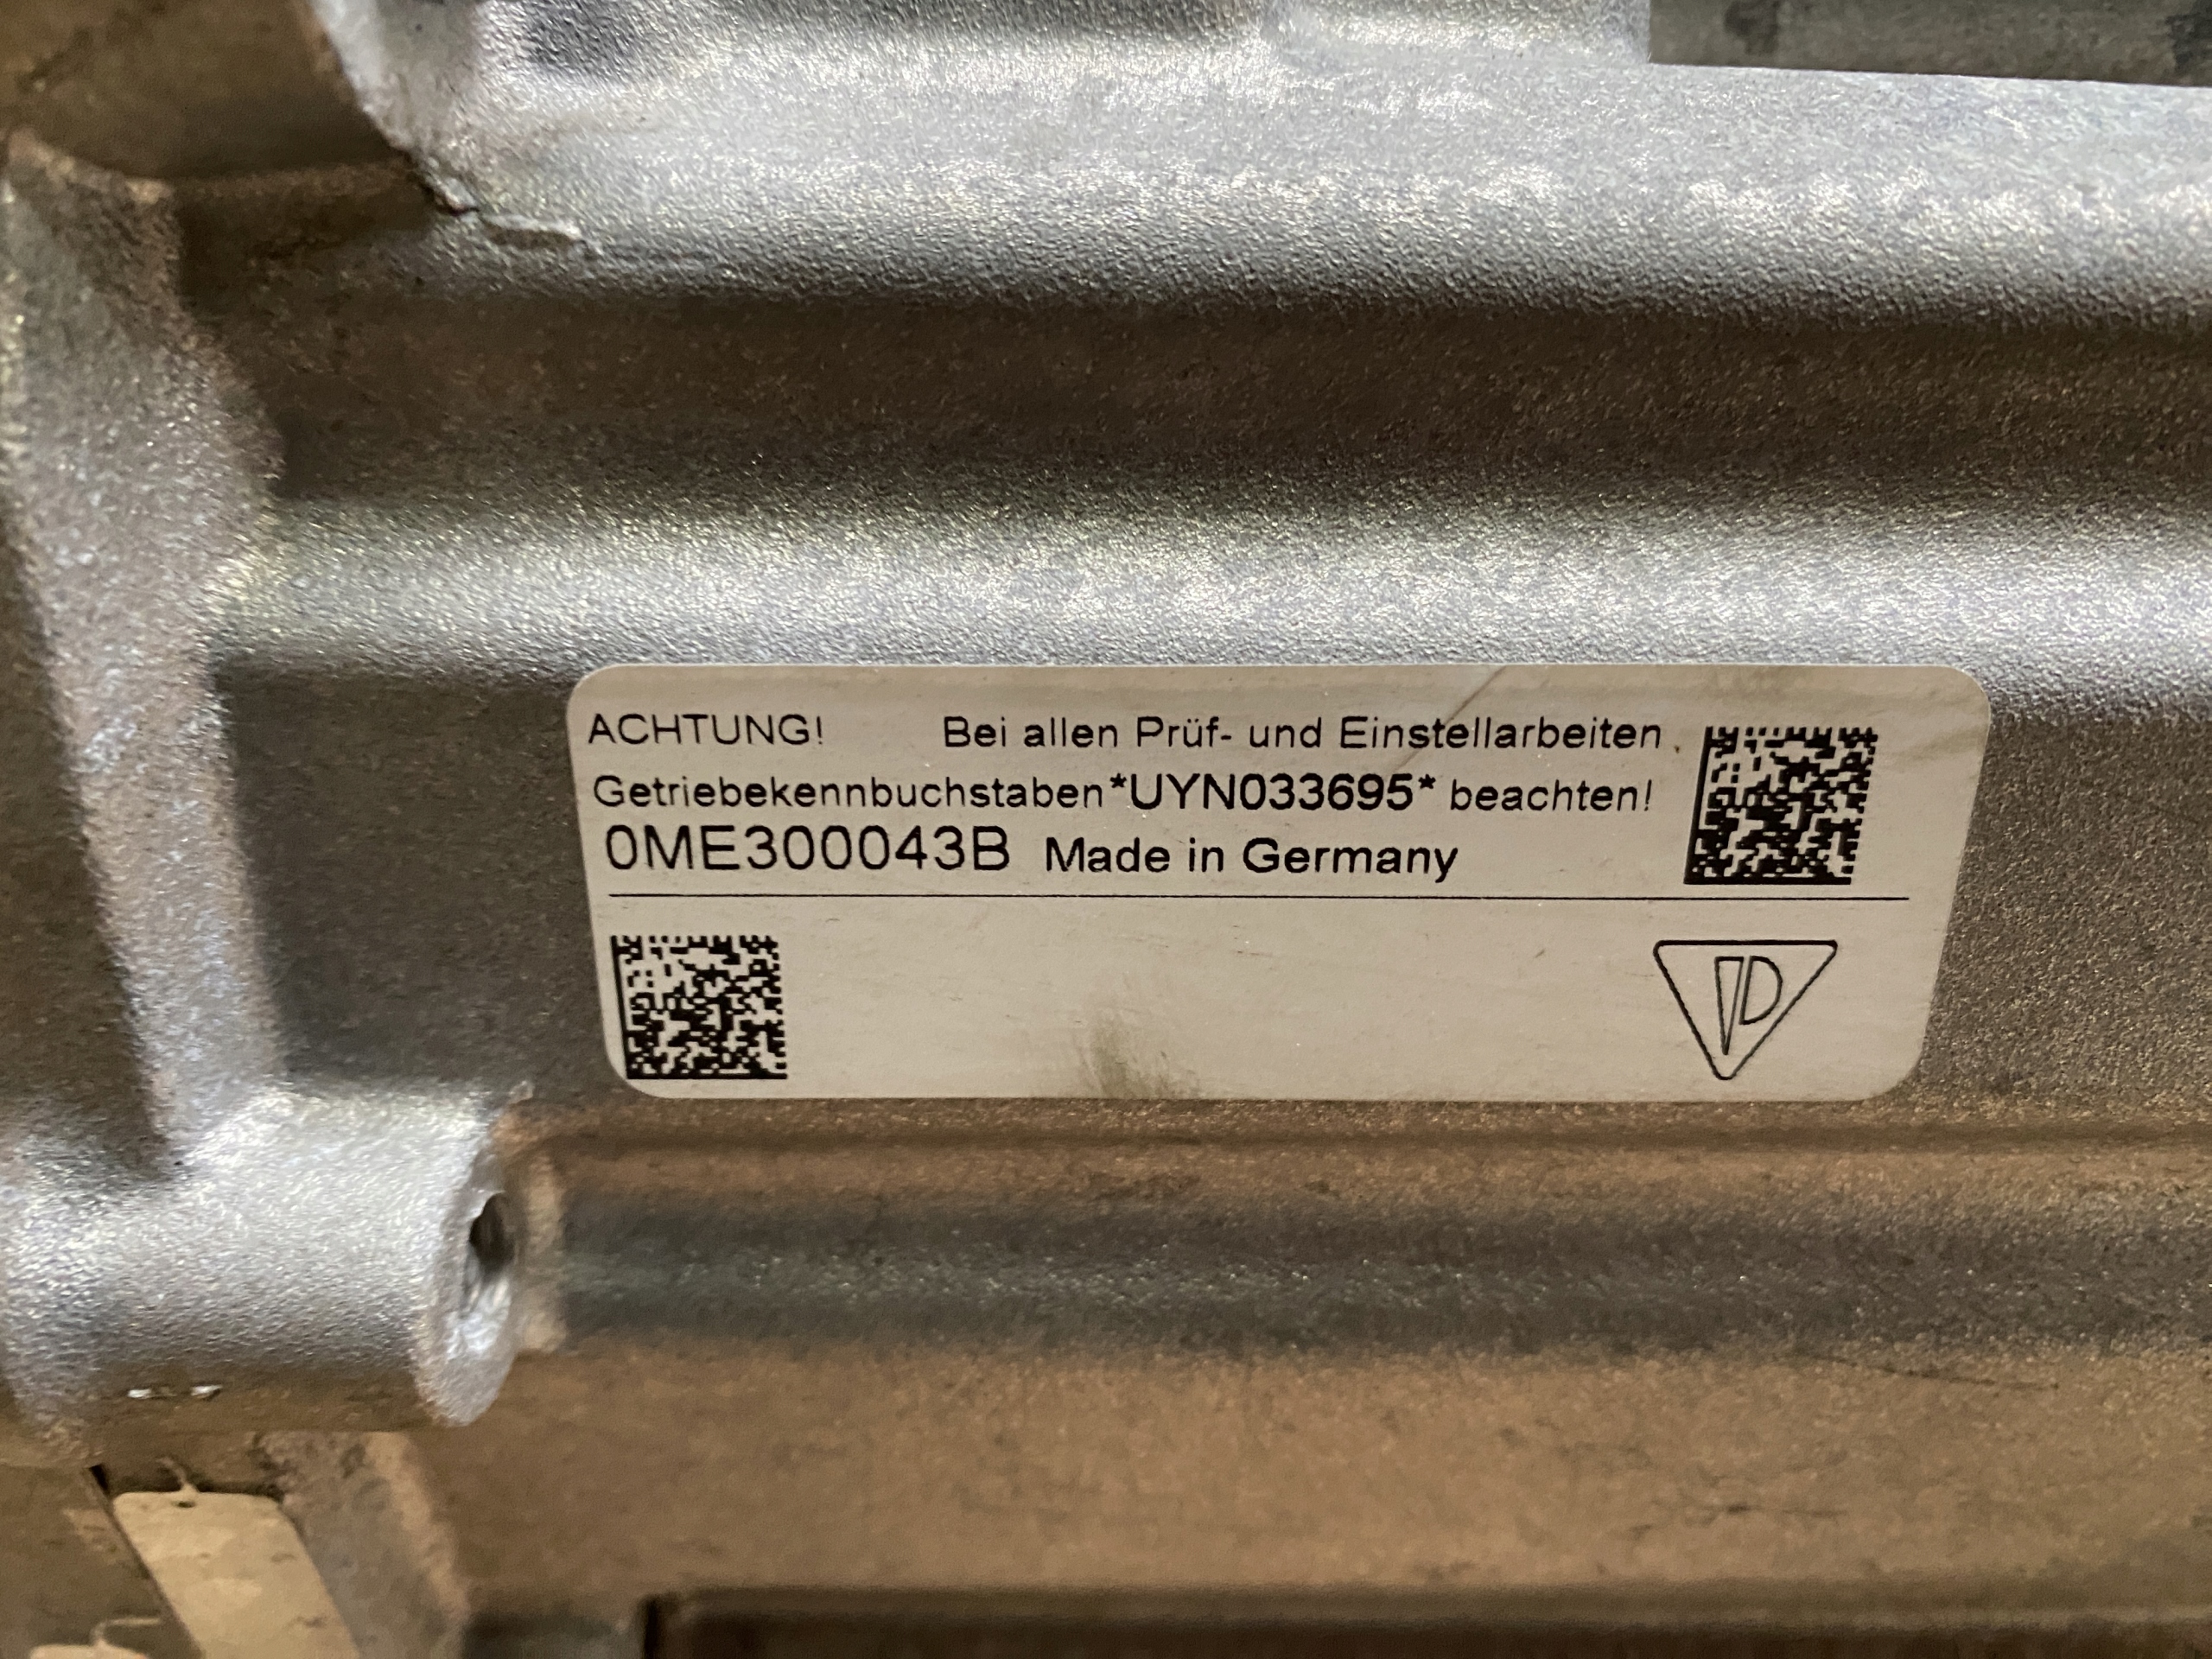 ACHTUNG! Bei allen Prüf- und Einstellarbeiten
Getriebekennbuchstaben *UYN033695* beachten!
0ME300043B Made in Germany